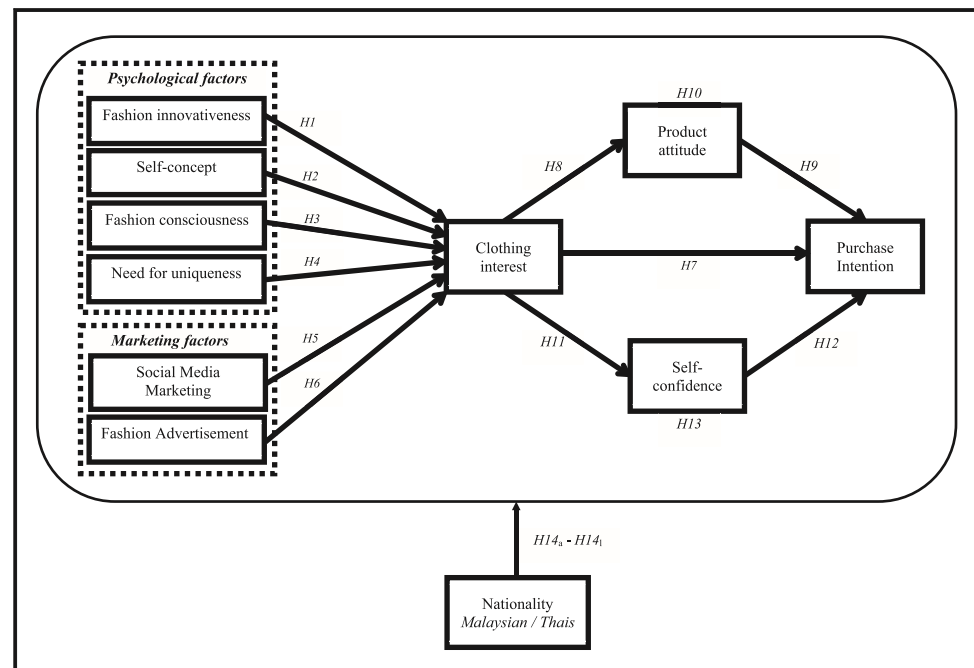 Psychological factors
Fashion innovativeness
Self-concept
Fashion consciousness
Need for uniqueness
Marketing factors
Social Media
Marketing
Fashion Advertisement
H1
H2
H3
H4
H5
H6
Clothing
interest
H8
H7
H11
H10
Product
attitude
Self-
confidence
H13
H9
H12
Purchase
Intention
H14a - H14l
Nationality
Malaysian / Thais